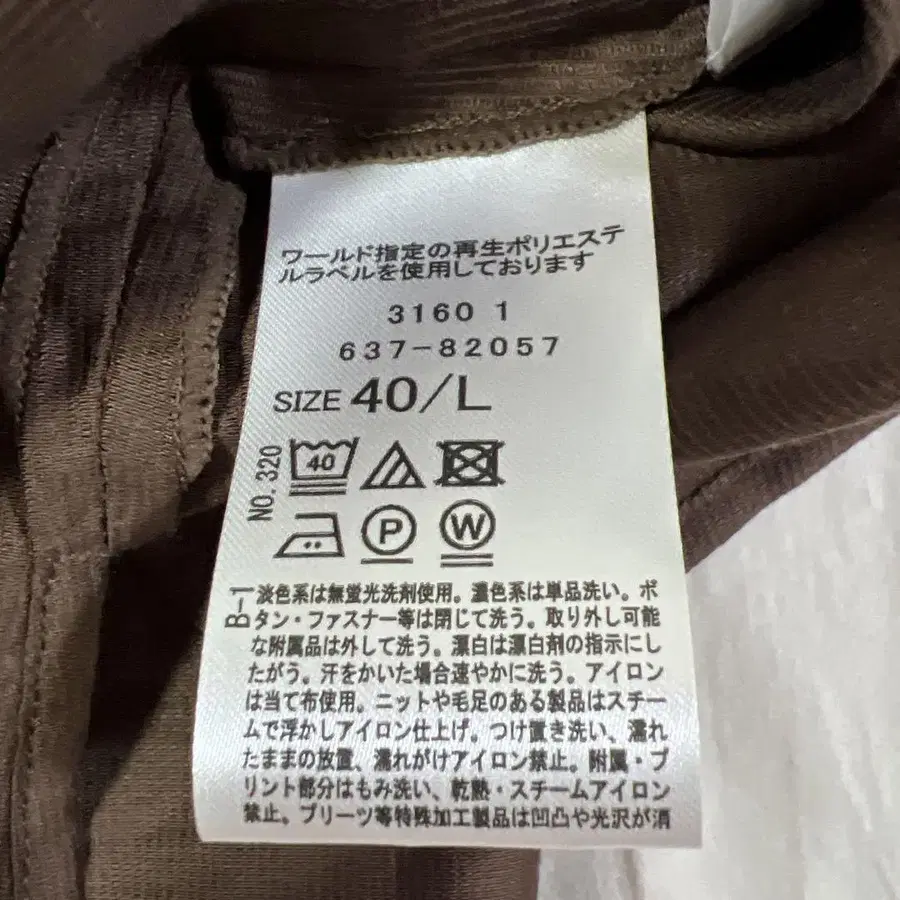 ワールド指定の再生ポリエステ
ルラベルを使用しております
3160 1
637-82057
SIZE 40/L
NO. 320
40
P
W
B-1
淡色系は無蛍光洗剤使用。濃色系は単品洗い。ボ
タン・ファスナー等は閉じて洗う。取り外し可能
な附属品は外して洗う。漂白は漂白剤の指示にし
たがう。汗をかいた場合速やかに洗う。アイロン
は当て布使用。ニットや毛足のある製品はスチー
ムで浮かしアイロン仕上げ。つけ置き洗い、濡れ
たままの放置、濡れがけアイロン禁止。附属・プ
リント部分はもみ洗い、乾熱・スチームアイロン
禁止。プリーツ等特殊加工製品は凹凸や光沢が消